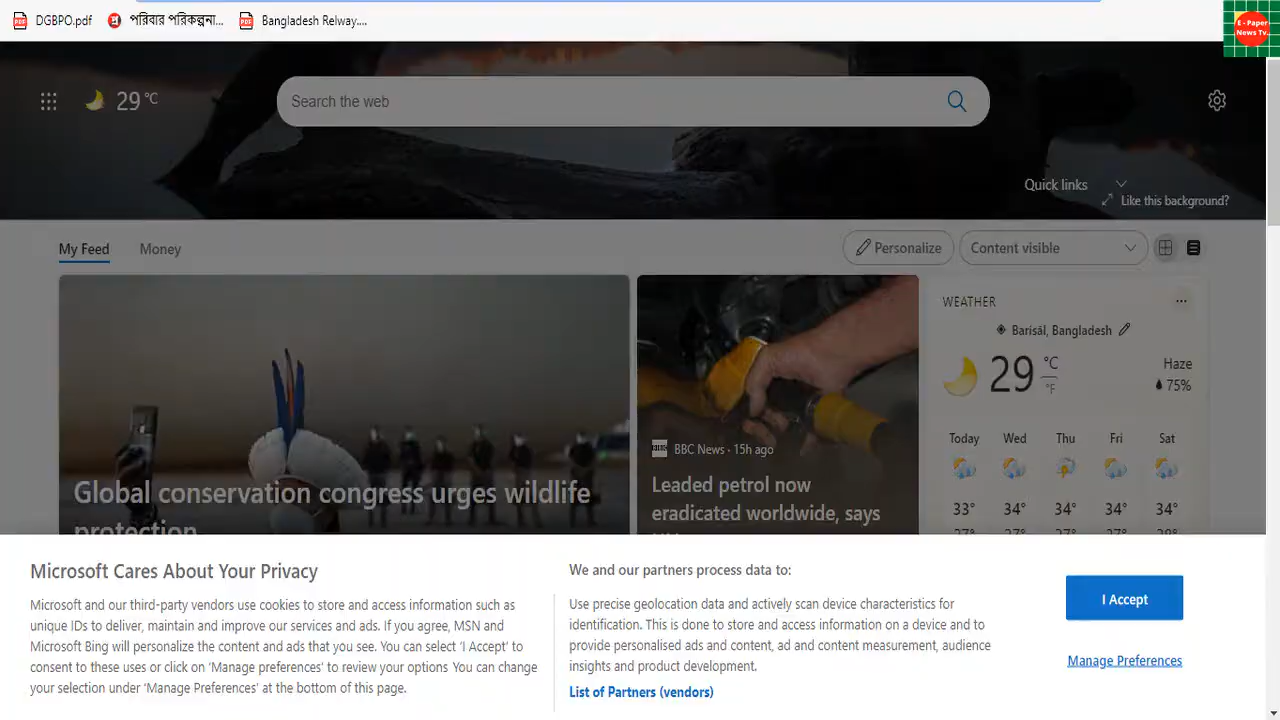 DGBPO.pdf
পরিবার পরিকল্পনা...
Bangladesh Relway....
E - Paper
News Tv.
29 °C
Search the web
Quick links
Like this background?
My Feed
Money
Personalize
Content visible
WEATHER
Barisāl, Bangladesh
29 °C
°F
Haze
75%
Today Wed Thu Fri Sat
33° 34° 34° 34° 34°
BBC News · 15h ago
Leaded petrol now
eradicated worldwide, says
Global conservation congress urges wildlife
protection
Microsoft Cares About Your Privacy
Microsoft and our third-party vendors use cookies to store and access information such as
unique IDs to deliver, maintain and improve our services and ads. If you agree, MSN and
Microsoft Bing will personalize the content and ads that you see. You can select ‘I Accept’ to
consent to these uses or click on ‘Manage preferences’ to review your options You can change
your selection under ‘Manage Preferences’ at the bottom of this page.
We and our partners process data to:
Use precise geolocation data and actively scan device characteristics for
identification. This is done to store and access information on a device and to
provide personalised ads and content, ad and content measurement, audience
insights and product development.
List of Partners (vendors)
I Accept
Manage Preferences